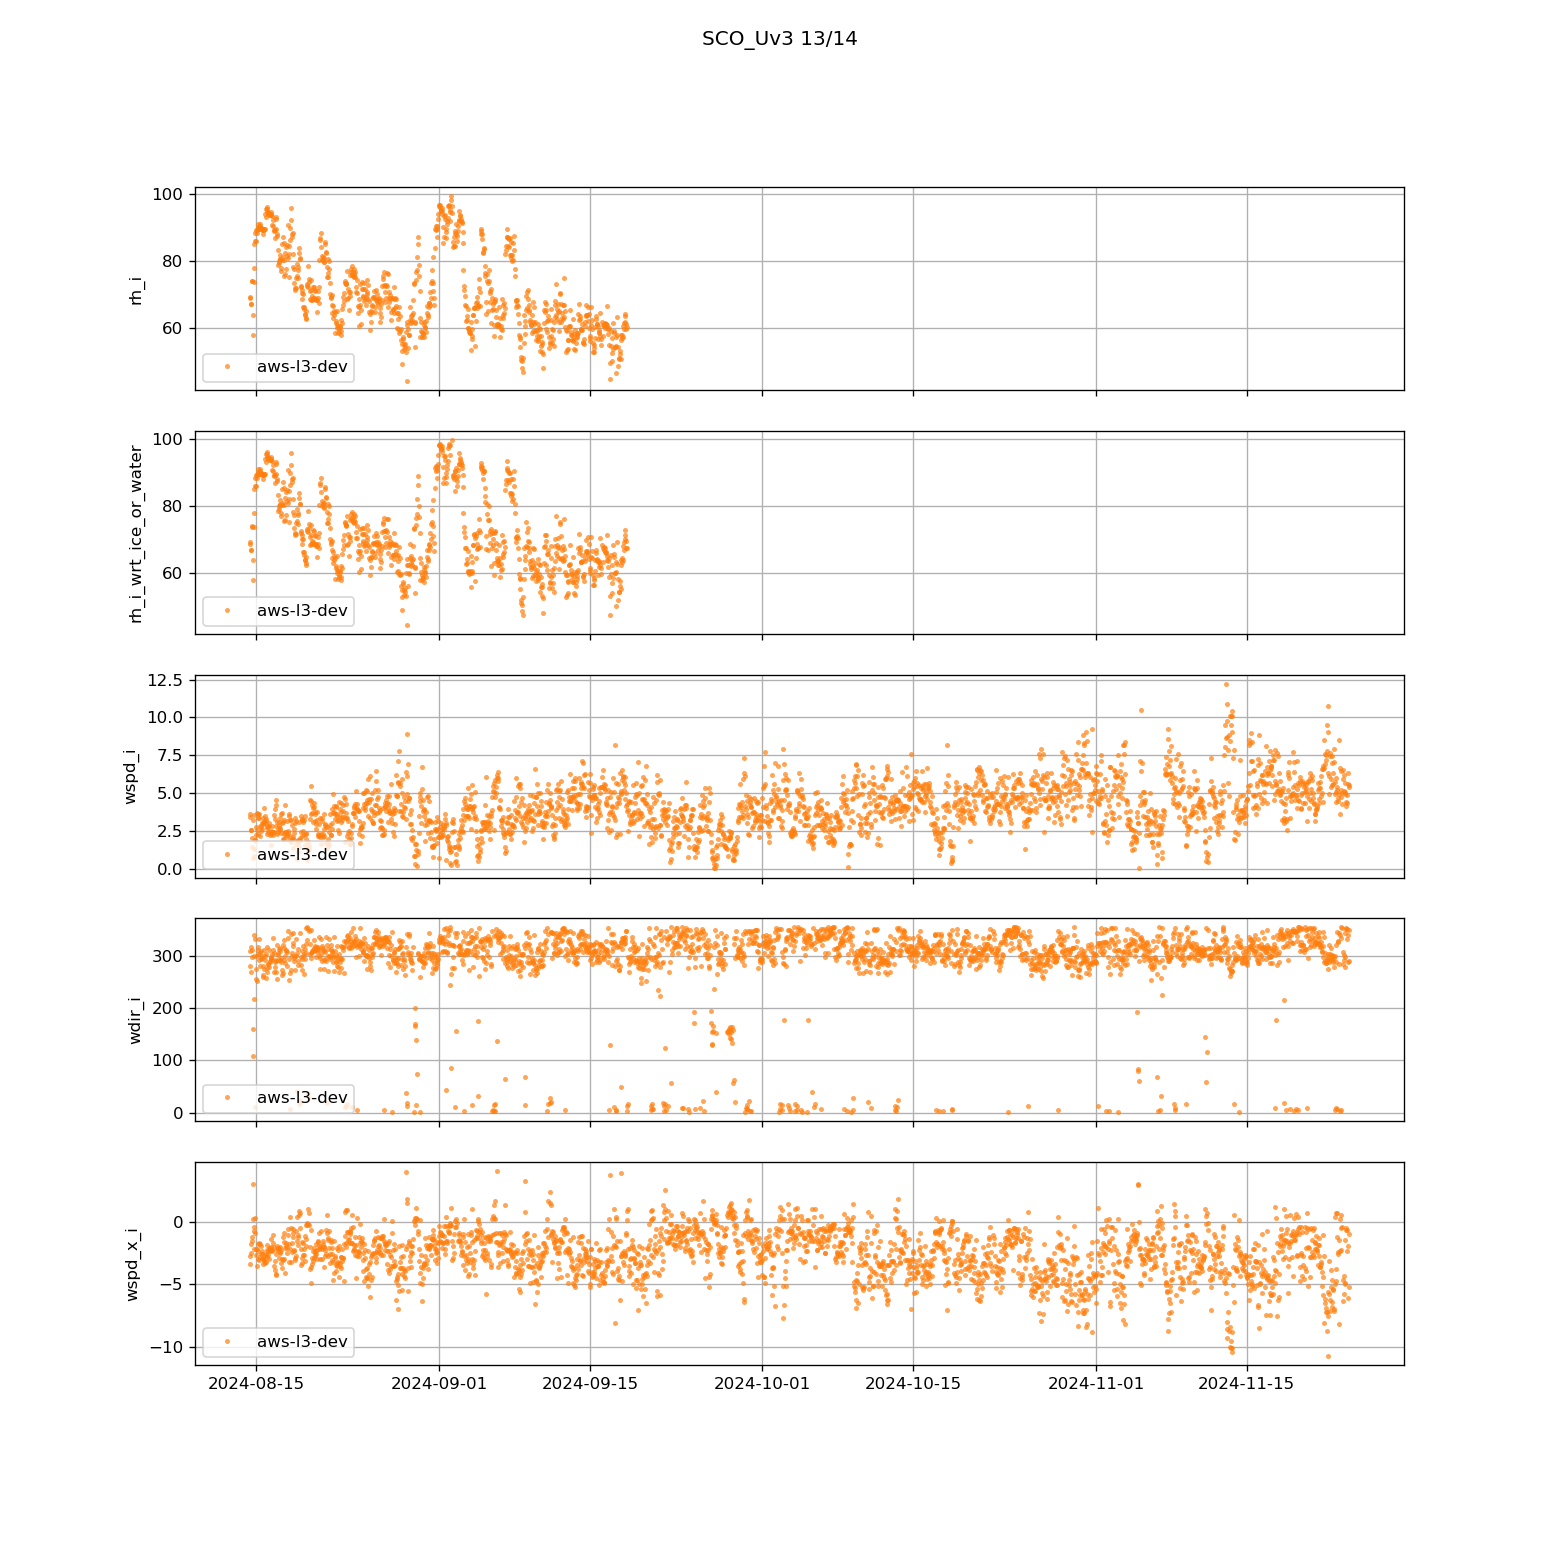 SCO_Uv3 13/14
100
80
60
rh_i
aws-l3-dev
100
80
60
rh_i_wrt_ice_or_water
aws-l3-dev
12.5
10.0
7.5
5.0
2.5
0.0
wspd_i
aws-l3-dev
300
200
100
0
wdir_i
aws-l3-dev
0
−5
−10
wspd_x_i
aws-l3-dev
2024-08-15 2024-09-01 2024-09-15 2024-10-01 2024-10-15 2024-11-01 2024-11-15